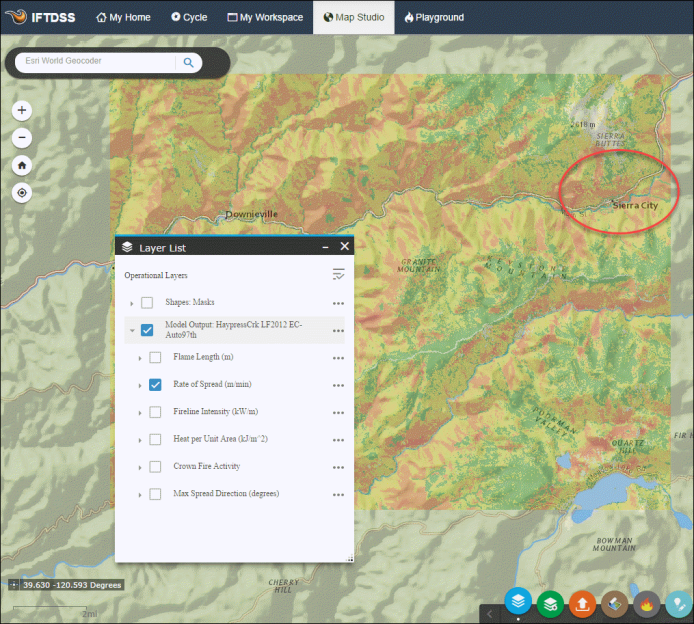 IFTDSS
My Home
Cycle
My Workspace
Map Studio
Playground
Esri World Geocoder
618 m
SIERRA
BUTTES
Sierra City
Downieville
GRANITE
MOUNTAIN
KEYSTONE
MOUNTAIN
Layer List
Operational Layers
Shapes: Masks
Model Output: HaypressCrk LF2012 EC-
Auto97th
Flame Length (m)
Rate of Spread (m/min)
Fireline Intensity (kW/m)
Heat per Unit Area (kJ/m^2)
Crown Fire Activity
Max Spread Direction (degrees)
QUARTZ
HILL
FIR H
BOWMAN
MOUNTAIN
CHERRY
HILL
39.630 -120.593 Degrees
2mi